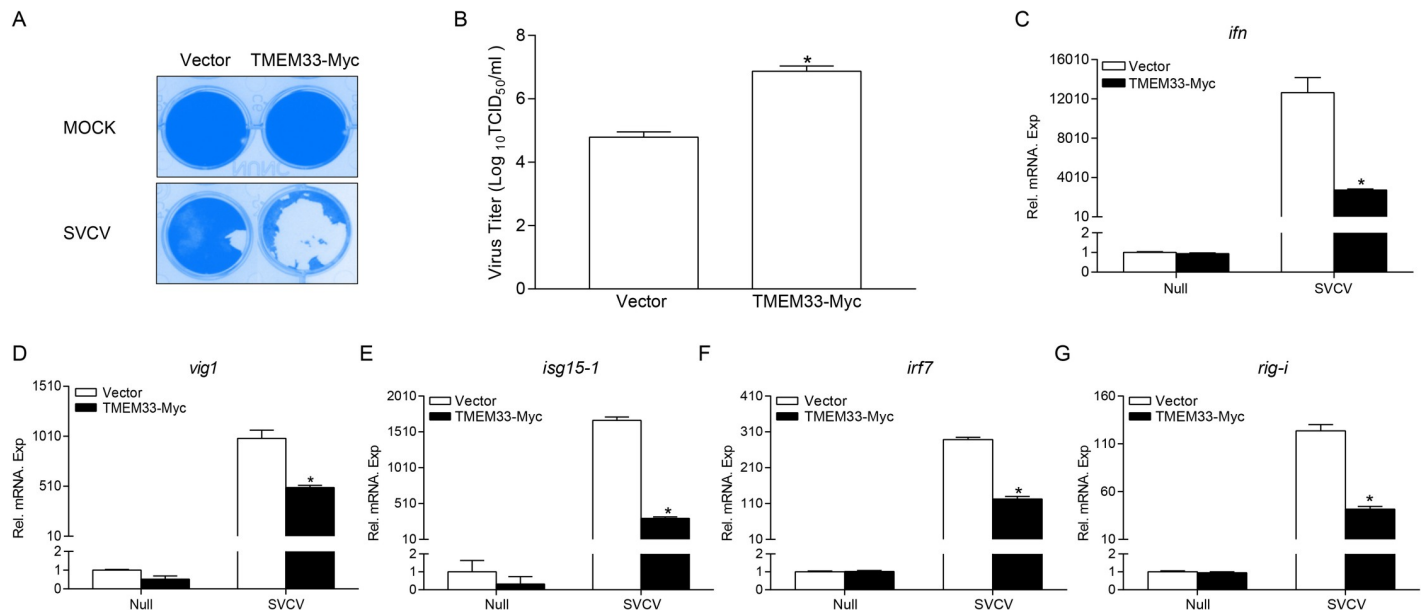 A
Vector TMEM33-Myc
MOCK
SVCV
B
Virus Titer (Log 10TCID50/ml )
8
6
4
2
0
*
Vector TMEM33-Myc
C
ifn
Vector
TMEM33-Myc
Rel. mRNA. Exp
16010
12010
8010
4010
10
2
1
0
*
Null SVCV
D
vig1
Vector
TMEM33-Myc
Rel. mRNA. Exp
1510
1010
510
10
2
1
0
*
Null SVCV
E
isg15-1
Vector
TMEM33-Myc
Rel. mRNA. Exp
2010
1510
1010
510
10
2
1
0
*
Null SVCV
F
irf7
Vector
TMEM33-Myc
Rel. mRNA. Exp
410
310
210
110
10
2
1
0
*
Null SVCV
G
rig-i
Vector
TMEM33-Myc
Rel. mRNA. Exp
160
110
60
10
2
1
0
*
Null SVCV